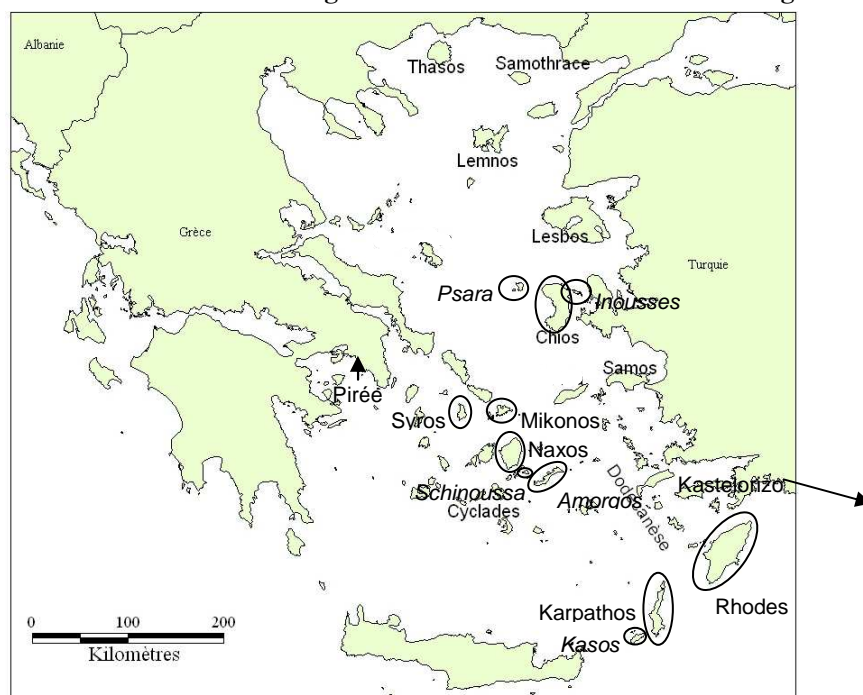 Albanie
Thasos
Samothrace
Lemnos
Grèce
Lesbos
Turquie
Psara
Inousses
Chios
Samos
Pirée
Syros
Mikonos
Naxos
Schinoussa
Amorgos
Cyclades
Dodécanèse
Kastelorizo
Rhodes
Karpathos
Kasos
0 100 200
Kilomètres